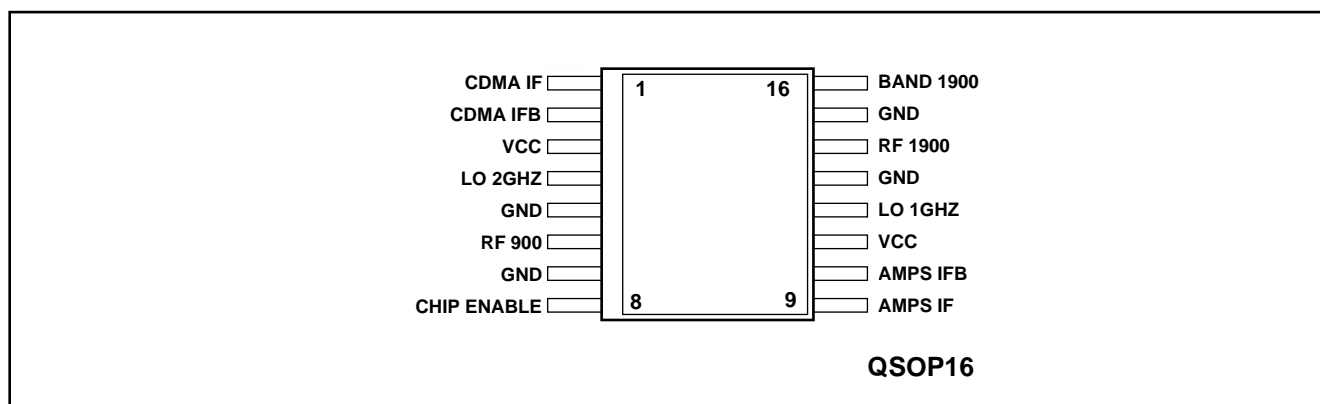 CDMA IF 1 16 BAND 1900
CDMA IFB GND
VCC RF 1900
LO 2GHZ GND
GND LO 1GHZ
RF 900 VCC
GND AMPS IFB
CHIP ENABLE 8 9 AMPS IF
QSOP16